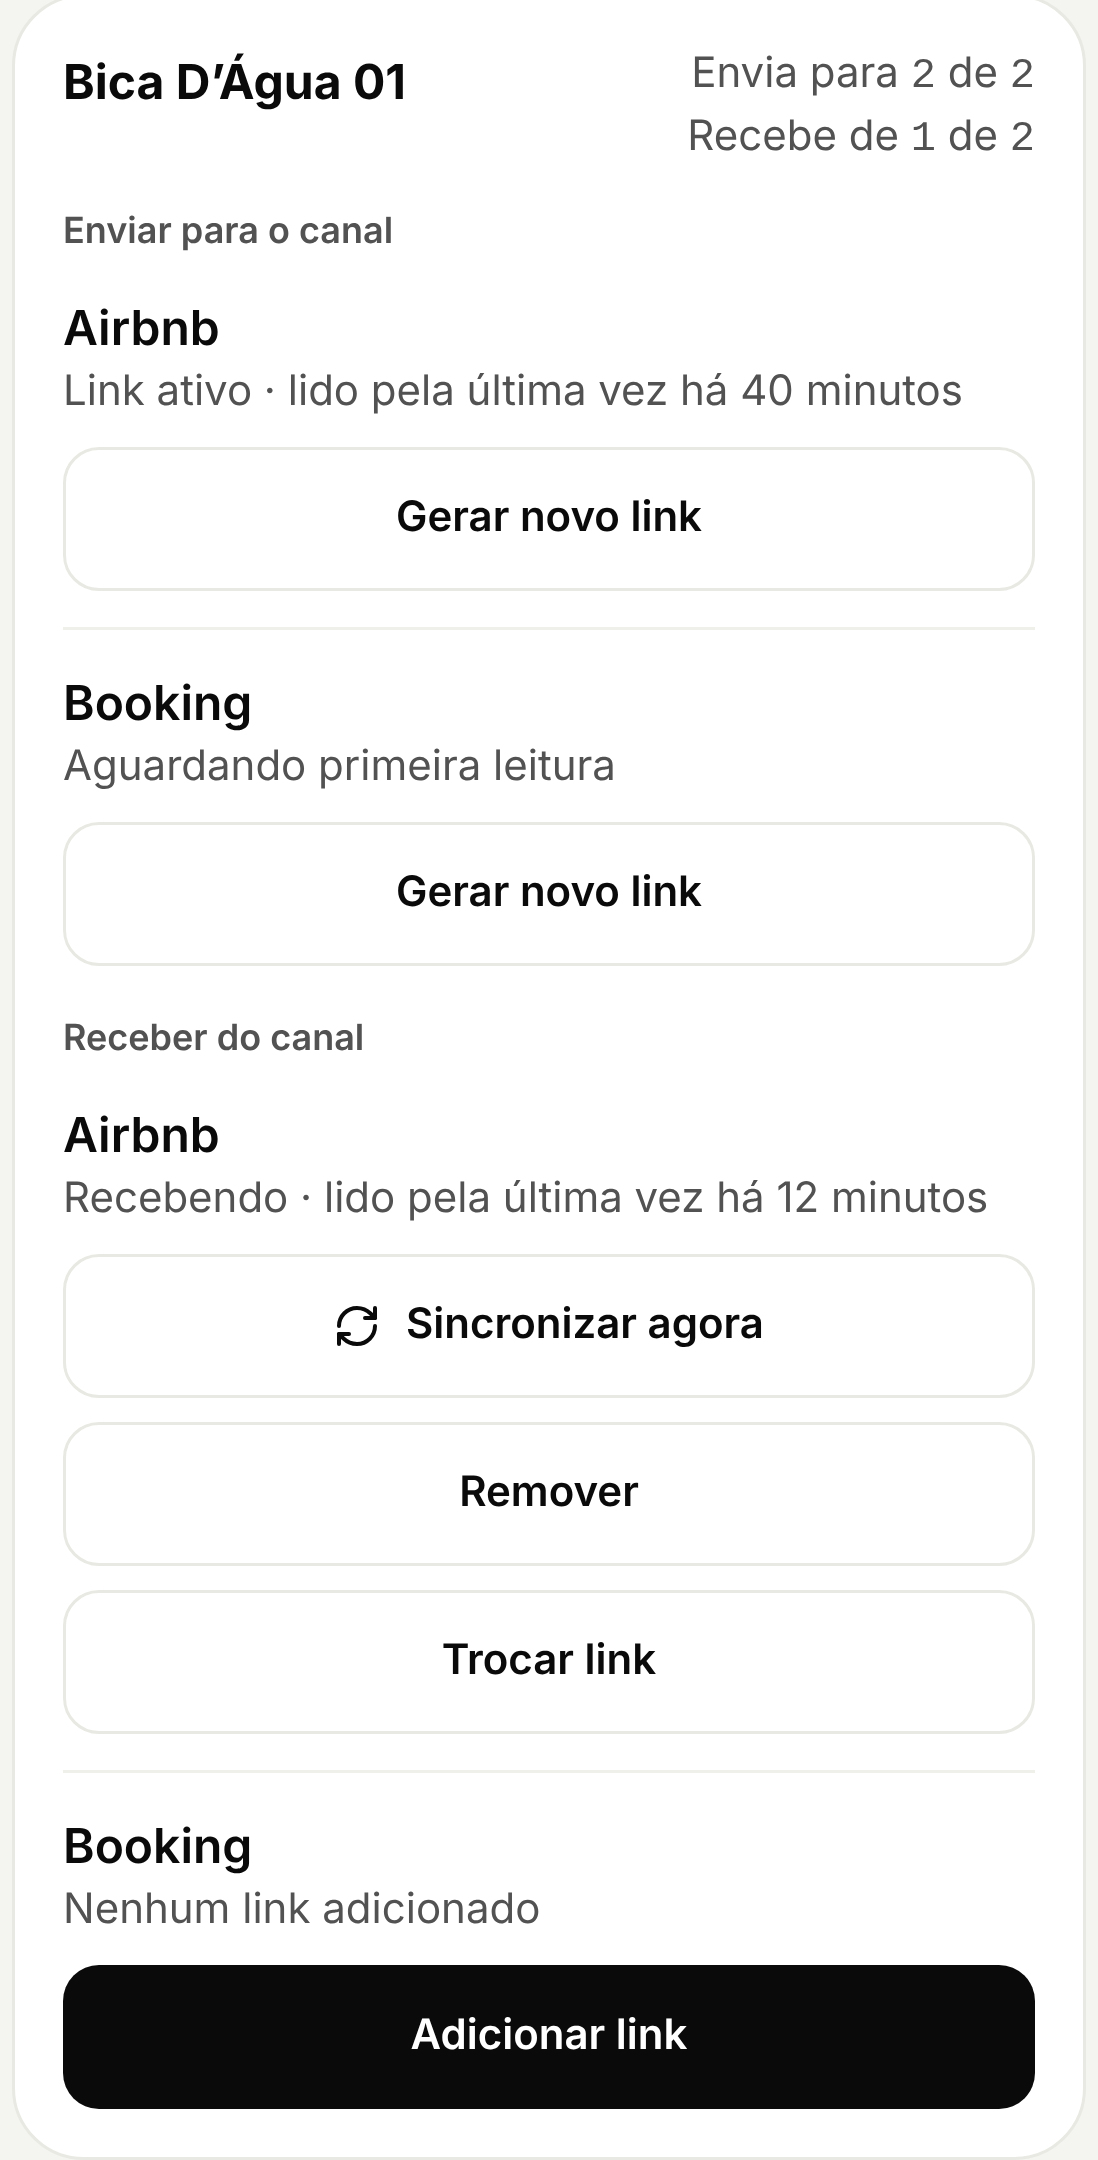 Bica D’Água 01
Envia para 2 de 2
Recebe de 1 de 2
Enviar para o canal
Airbnb
Link ativo · lido pela última vez há 40 minutos
Gerar novo link
Booking
Aguardando primeira leitura
Gerar novo link
Receber do canal
Airbnb
Recebendo · lido pela última vez há 12 minutos
Sincronizar agora
Remover
Trocar link
Booking
Nenhum link adicionado
Adicionar link